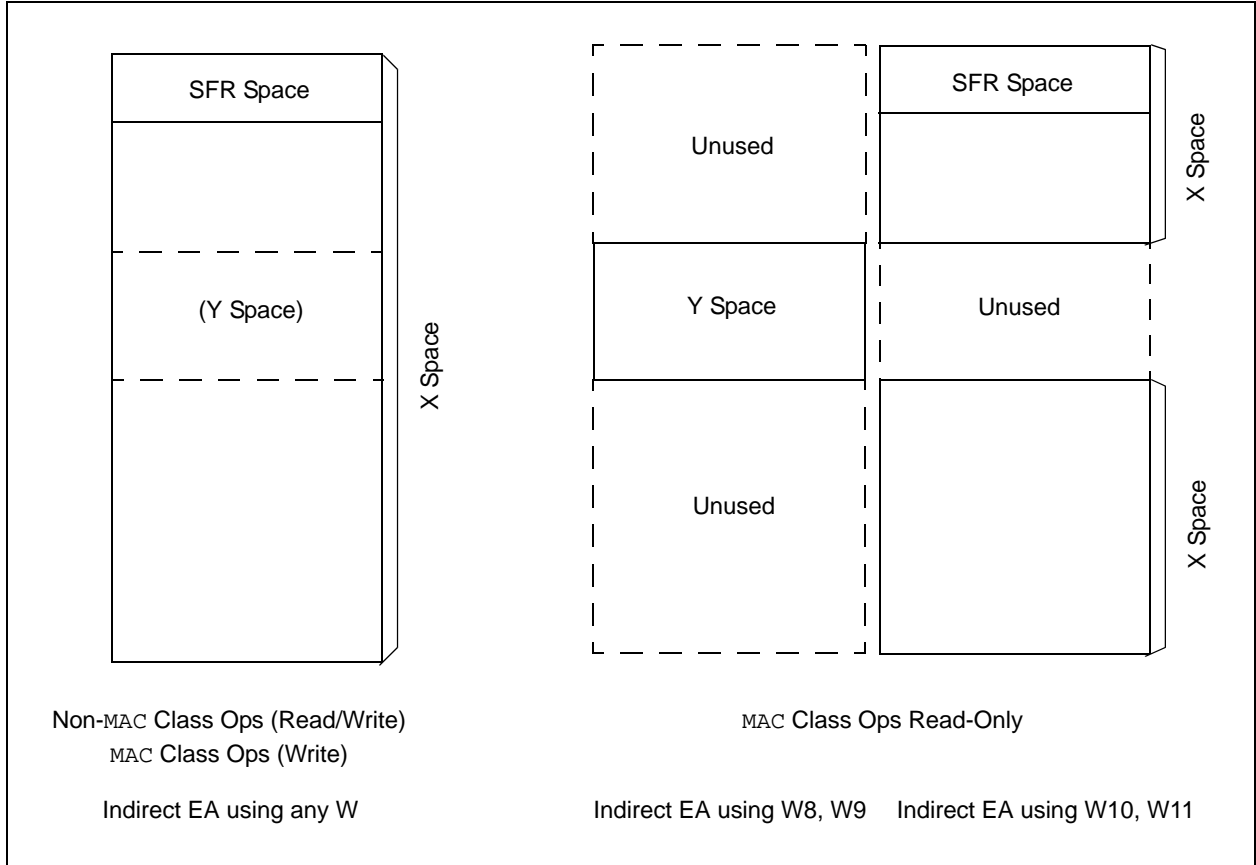 SFR Space
(Y Space)
X Space
Non-MAC Class Ops (Read/Write)
MAC Class Ops (Write)
Indirect EA using any W
Unused
Y Space
Unused
SFR Space
X Space
Unused
X Space
MAC Class Ops Read-Only
Indirect EA using W8, W9
Indirect EA using W10, W11